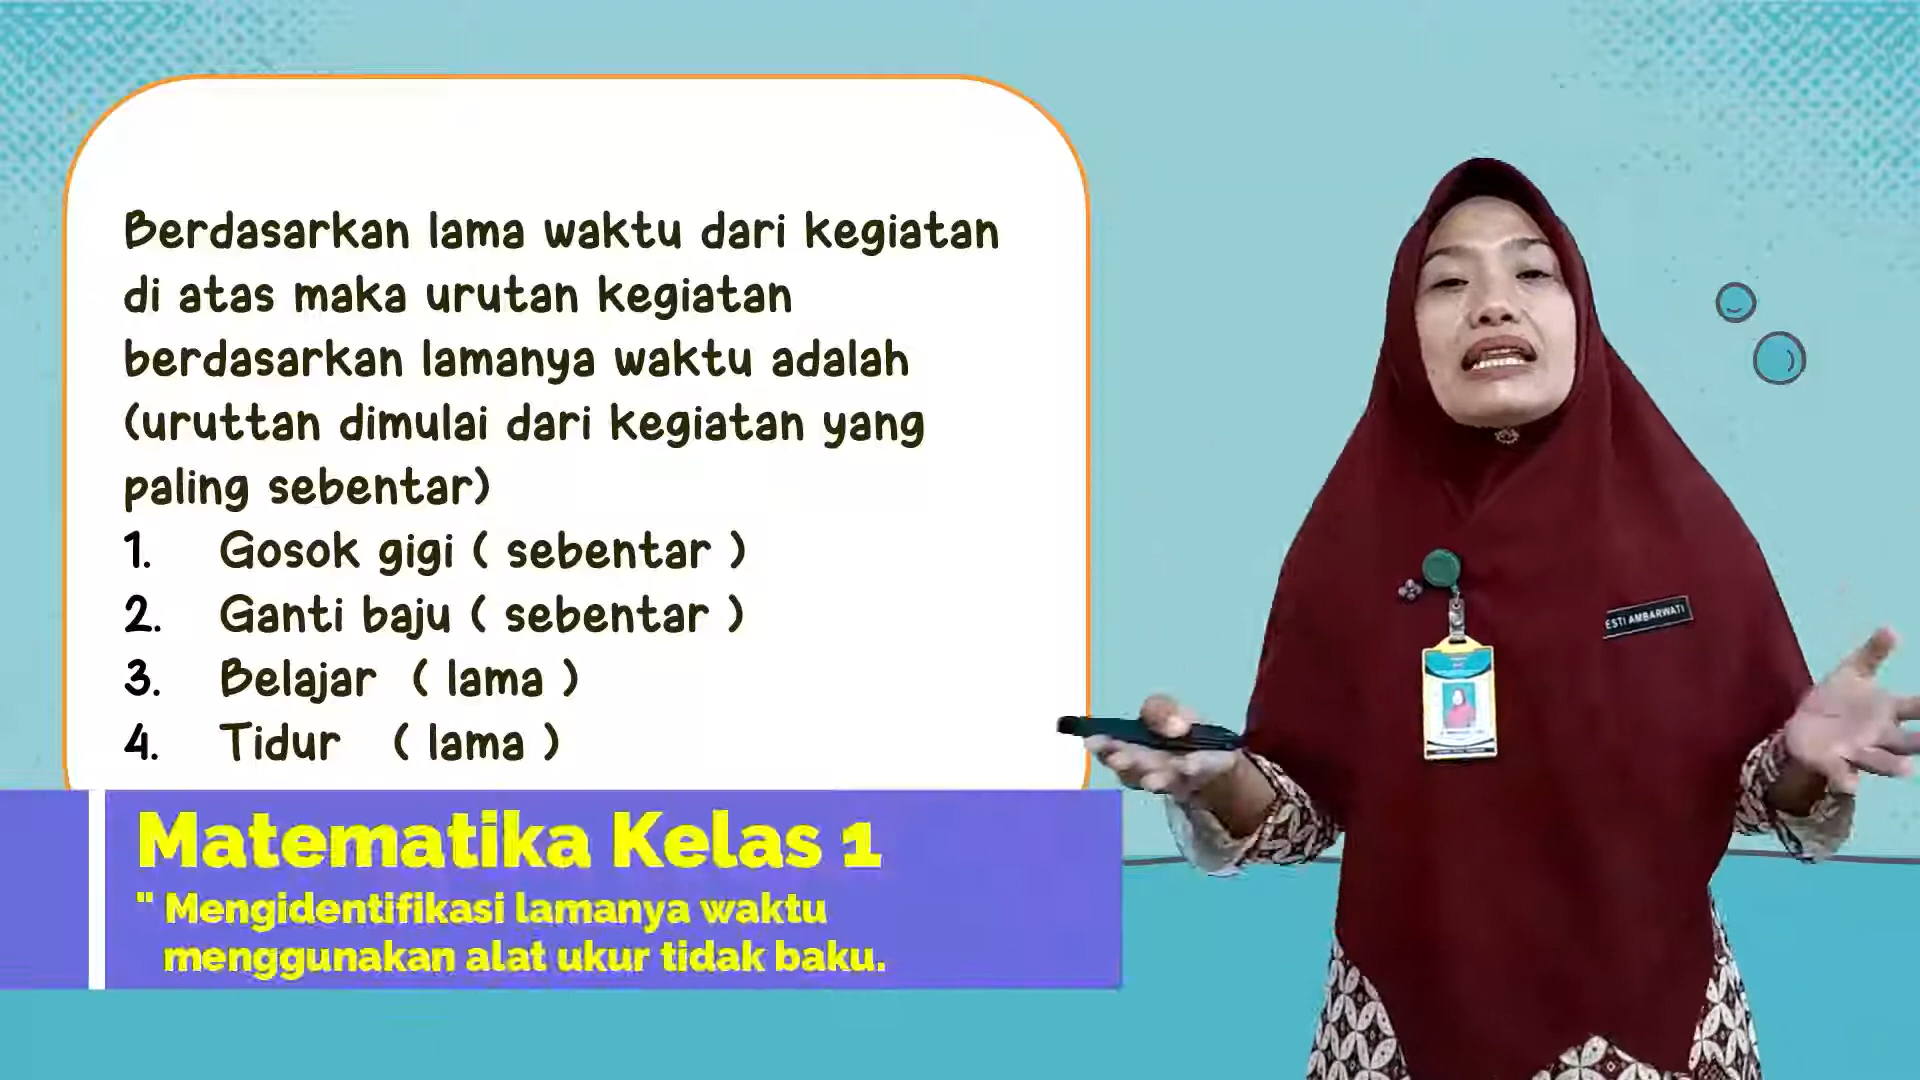 Berdasarkan lama waktu dari kegiatan
di atas maka urutan kegiatan
berdasarkan lamanya waktu adalah
(uruttan dimulai dari kegiatan yang
paling sebentar)
1. Gosok gigi ( sebentar )
2. Ganti baju ( sebentar )
3. Belajar ( lama )
4. Tidur ( lama )
Matematika Kelas 1
" Mengidentifikasi lamanya waktu
menggunakan alat ukur tidak baku.
ESTI AMBARWATI